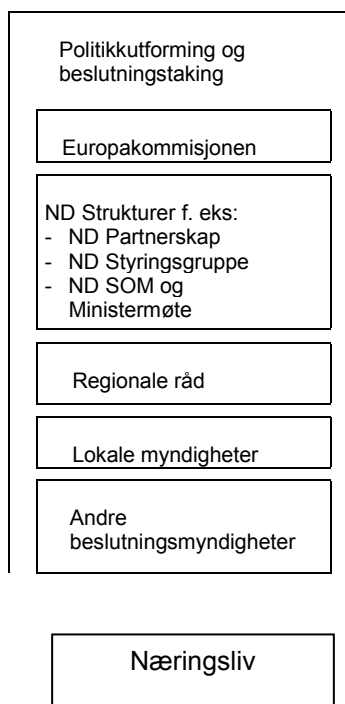 Politikkutforming og
beslutningstaking
Europakommisjonen
ND Strukturer f. eks:
- ND Partnerskap
- ND Styringsgruppe
- ND SOM og
Ministermøte
Regionale råd
Lokale myndigheter
Andre
beslutningsmyndigheter
Næringsliv